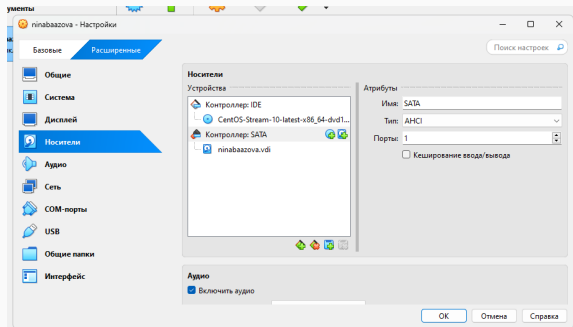 ументы
ninabaazova - Настройки
Базовые
Расширенные
Поиск настроек
Общие
Система
Дисплей
Носители
Аудио
Сеть
COM-порты
USB
Общие папки
Интерфейс
Носители
Устройства
Контроллер: IDE
CentOS-Stream-10-latest-x86_64-dvd1...
Контроллер: SATA
ninabaazova.vdi
Атрибуты
Имя: SATA
Тип: AHCI
Порты: 1
Кеширование ввода/вывода
Аудио
Включить аудио
OK
Отмена
Справка